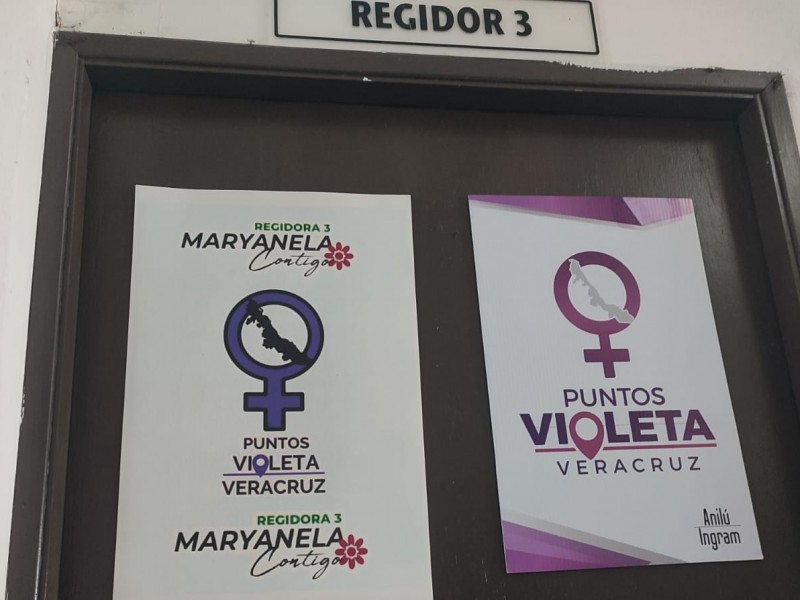 REGIDOR 3
REGIDORA 3
MARYANELA
Contigo
PUNTOS
VIOLETA
VERACRUZ
REGIDORA 3
MARYANELA
Contigo
PUNTOS
VIOLETA
VERACRUZ
Anilú
Ingram